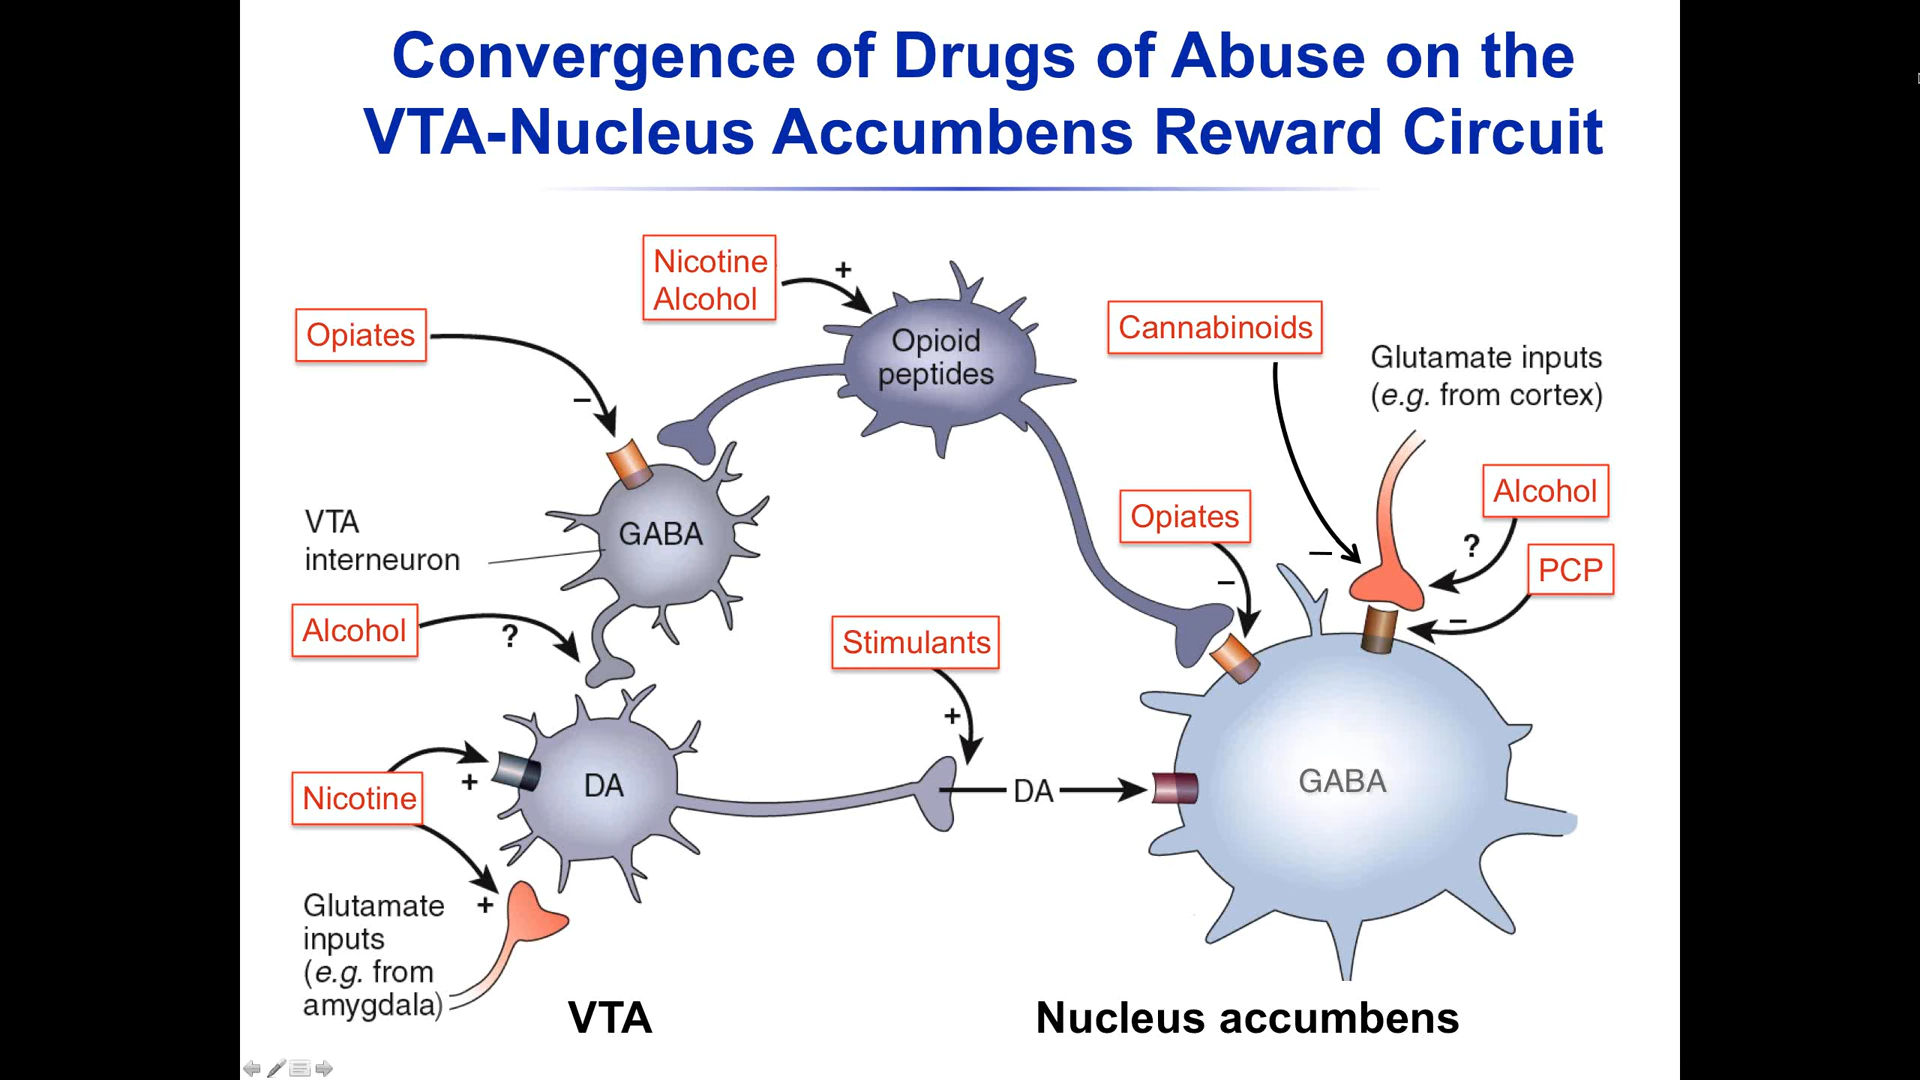 Convergence of Drugs of Abuse on the
VTA-Nucleus Accumbens Reward Circuit
Nicotine
Alcohol
+
Opioid
peptides
Opiates
–
Cannabinoids
–
Glutamate inputs
(e.g. from cortex)
Alcohol
?
PCP
–
Opiates
–
GABA
VTA
interneuron
Alcohol
?
Stimulants
+
Nicotine
+
+
DA
DA
GABA
Glutamate
inputs
(e.g. from
amygdala)
VTA
Nucleus accumbens